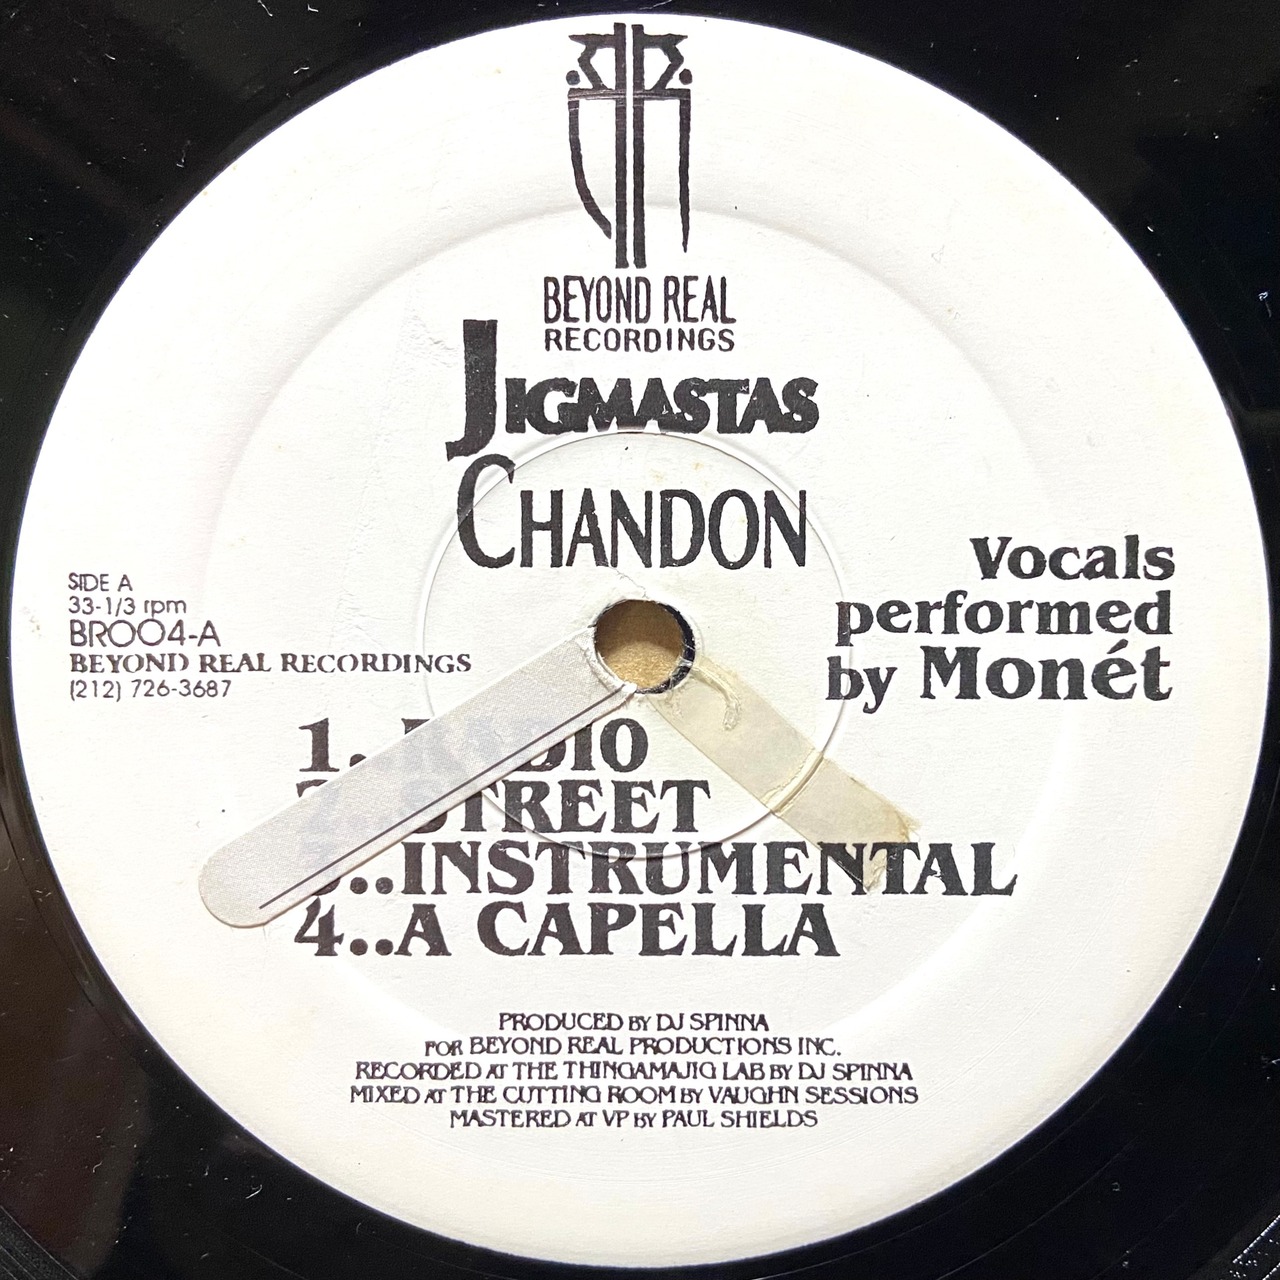 BEYOND REAL
RECORDINGS
JIGMASTAS
CHANDON
Vocals
performed
by Monét
SIDE A
33-1/3 rpm
BR004-A
BEYOND REAL RECORDINGS
(212) 726-3687
1..RADIO
2..STREET
3..INSTRUMENTAL
4..A CAPELLA
PRODUCED BY DJ SPINNA
FOR BEYOND REAL PRODUCTIONS INC.
RECORDED AT THE THINGAMAJIG LAB BY DJ SPINNA
MIXED AT THE CUTTING ROOM BY VAUGHN SESSIONS
MASTERED AT VP BY PAUL SHIELDS